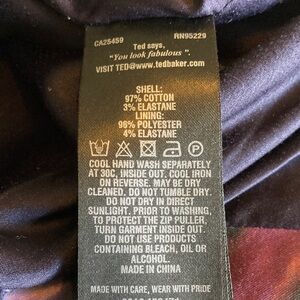 CA25459 RN95229
Ted says,
"You look fabulous".
VISIT TED@www.tedbaker.com
SHELL:
97% COTTON
3% ELASTANE
LINING:
96% POLYESTER
4% ELASTANE
COOL HAND WASH SEPARATELY
AT 30C, INSIDE OUT. COOL IRON
ON REVERSE. MAY BE DRY
CLEANED. DO NOT TUMBLE DRY.
DO NOT DRY IN DIRECT
SUNLIGHT. PRIOR TO WASHING,
TO PROTECT THE ZIP PULLER,
TURN GARMENT INSIDE OUT.
DO NOT USE PRODUCTS
CONTAINING BLEACH, OIL OR
ALCOHOL.
MADE IN CHINA
MADE WITH CARE, WEAR WITH PRIDE